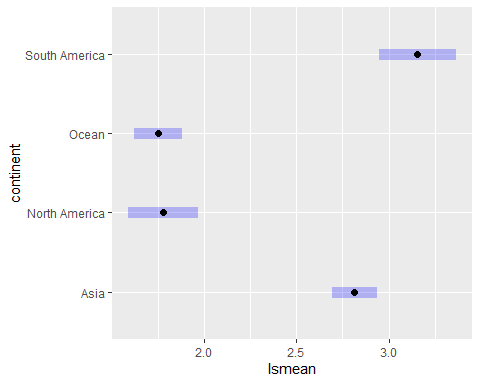 South America
Ocean
North America
Asia
continent
2.0 2.5 3.0
lsmean